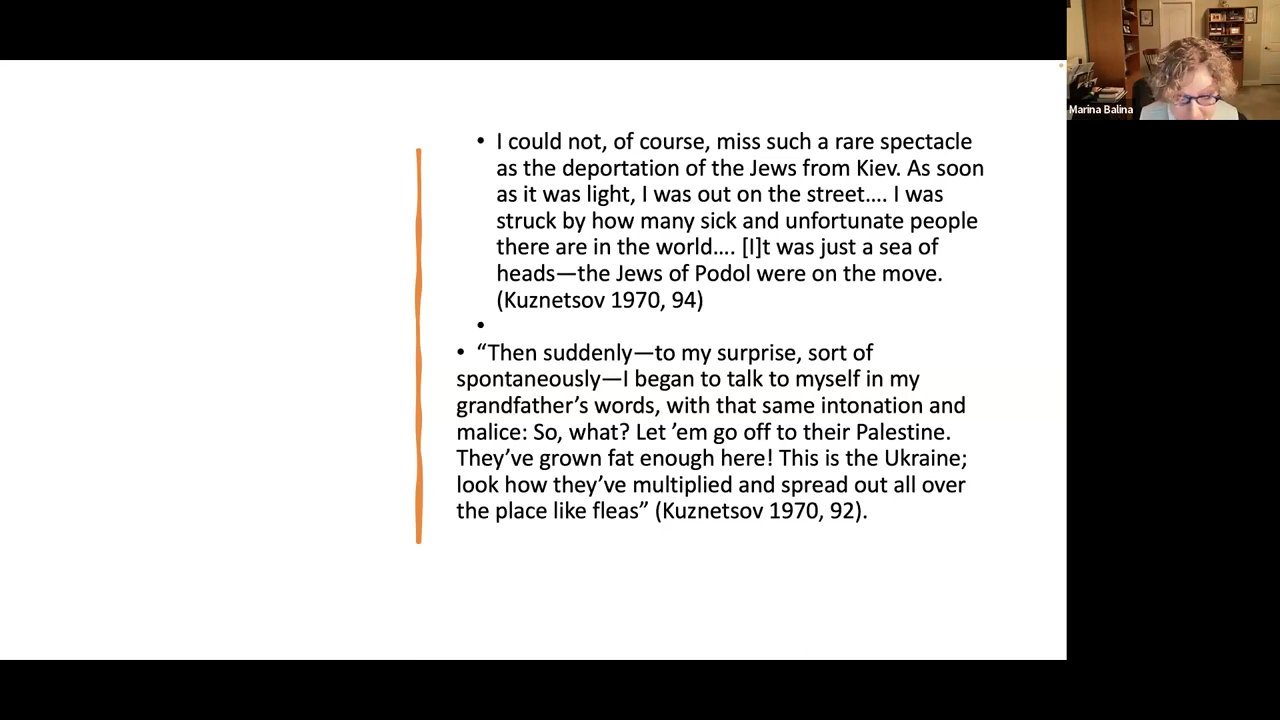 • I could not, of course, miss such a rare spectacle
as the deportation of the Jews from Kiev. As soon
as it was light, I was out on the street…. I was
struck by how many sick and unfortunate people
there are in the world…. [I]t was just a sea of
heads—the Jews of Podol were on the move.
(Kuznetsov 1970, 94)
•
• “Then suddenly—to my surprise, sort of
spontaneously—I began to talk to myself in my
grandfather’s words, with that same intonation and
malice: So, what? Let ’em go off to their Palestine.
They’ve grown fat enough here! This is the Ukraine;
look how they’ve multiplied and spread out all over
the place like fleas” (Kuznetsov 1970, 92).
Marina Balina